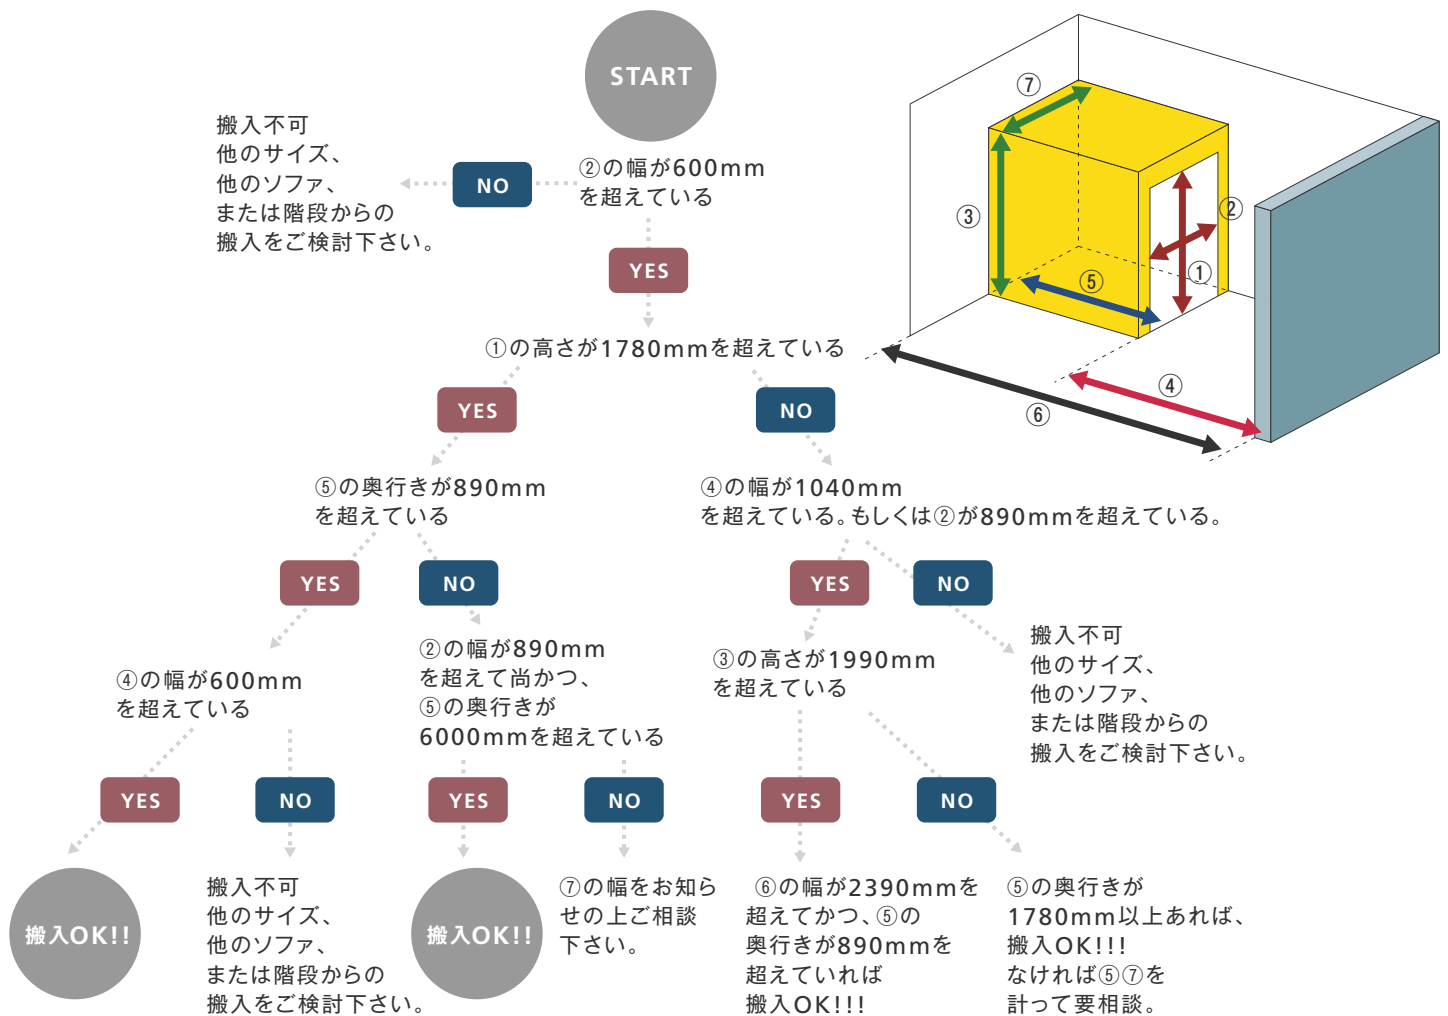 START
②の幅が600mm
を超えている
NO
搬入不可
他のサイズ、
他のソファ、
または階段からの
搬入をご検討下さい。
YES
①の高さが1780mmを超えている
YES
NO
⑤の奥行きが890mm
を超えている
④の幅が1040mm
を超えている。もしくは②が890mmを超えている。
YES
NO
YES
NO
④の幅が600mm
を超えている
②の幅が890mm
を超えて尚かつ、
⑤の奥行きが
6000mmを超えている
③の高さが1990mm
を超えている
搬入不可
他のサイズ、
他のソファ、
または階段からの
搬入をご検討下さい。
YES
NO
YES
NO
YES
NO
搬入OK!!
搬入不可
他のサイズ、
他のソファ、
または階段からの
搬入をご検討下さい。
搬入OK!!
⑦の幅をお知ら
せの上ご相談
下さい。
⑥の幅が2390mmを
超えてかつ、⑤の
奥行きが890mmを
超えていれば
搬入OK!!!
⑤の奥行きが
1780mm以上あれば、
搬入OK!!!
なければ⑤⑦を
計って要相談。
⑦
③
②
①
⑤
④
⑥